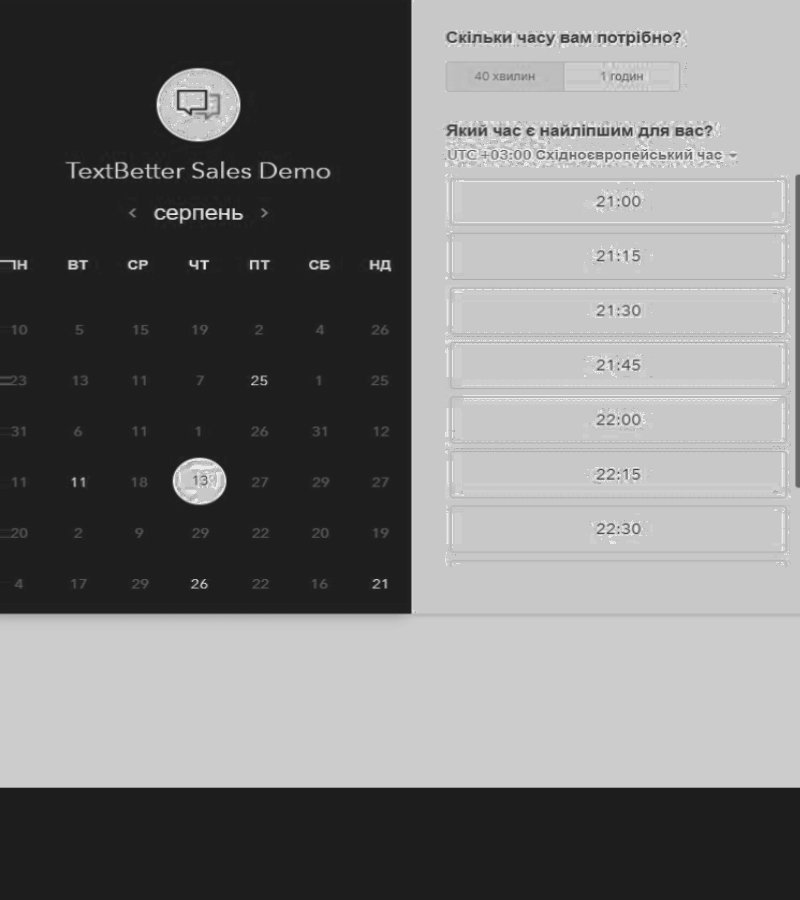 TextBetter Sales Demo
серпень
ПН ВТ СР ЧТ ПТ СБ НД
10 5 15 19 2 4 26
23 13 11 7 25 1 25
31 6 11 1 26 31 12
11 11 18 13 27 29 27
20 2 9 29 22 20 19
4 17 29 26 22 16 21
Скільки часу вам потрібно?
40 хвилин 1 годин
Який час є найліпшим для вас?
UTC +03:00 Східноєвропейський час
21:00
21:15
21:30
21:45
22:00
22:15
22:30